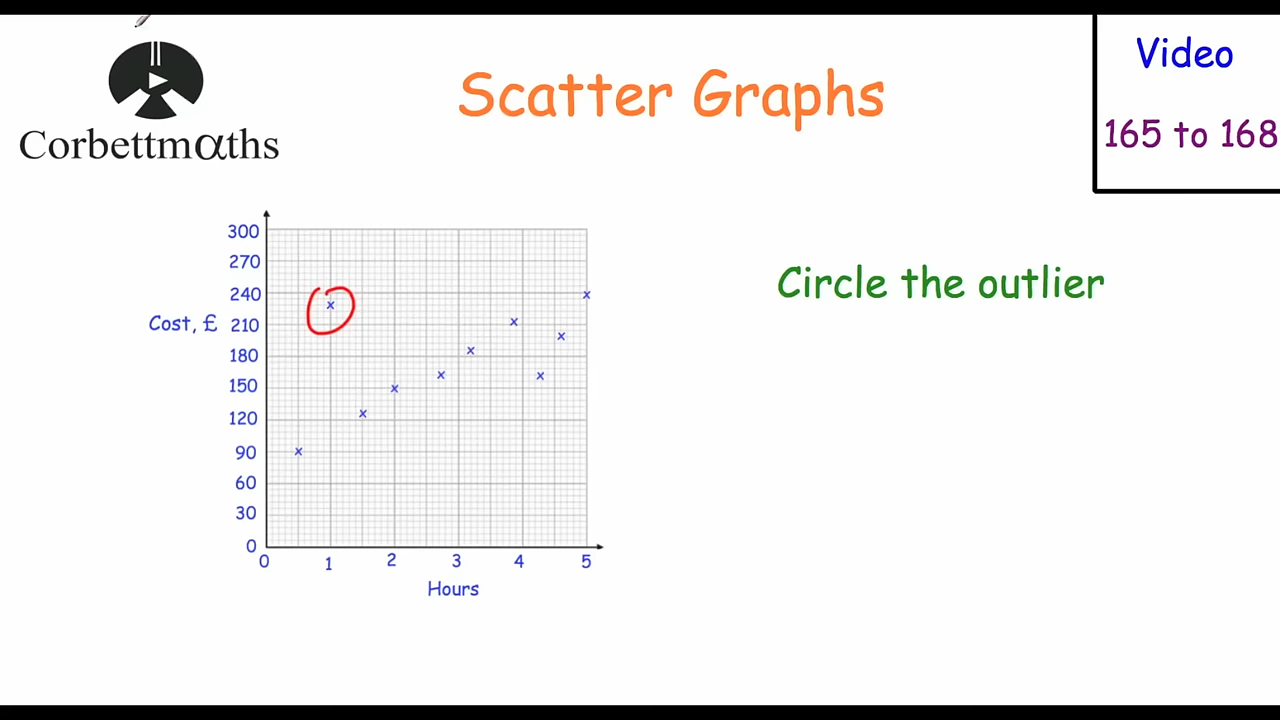 Corbettmαths
Scatter Graphs
Video
165 to 168
300
270
240
Cost, £ 210
180
150
120
90
60
30
0
0 1 2 3 4 5
Hours
Circle the outlier